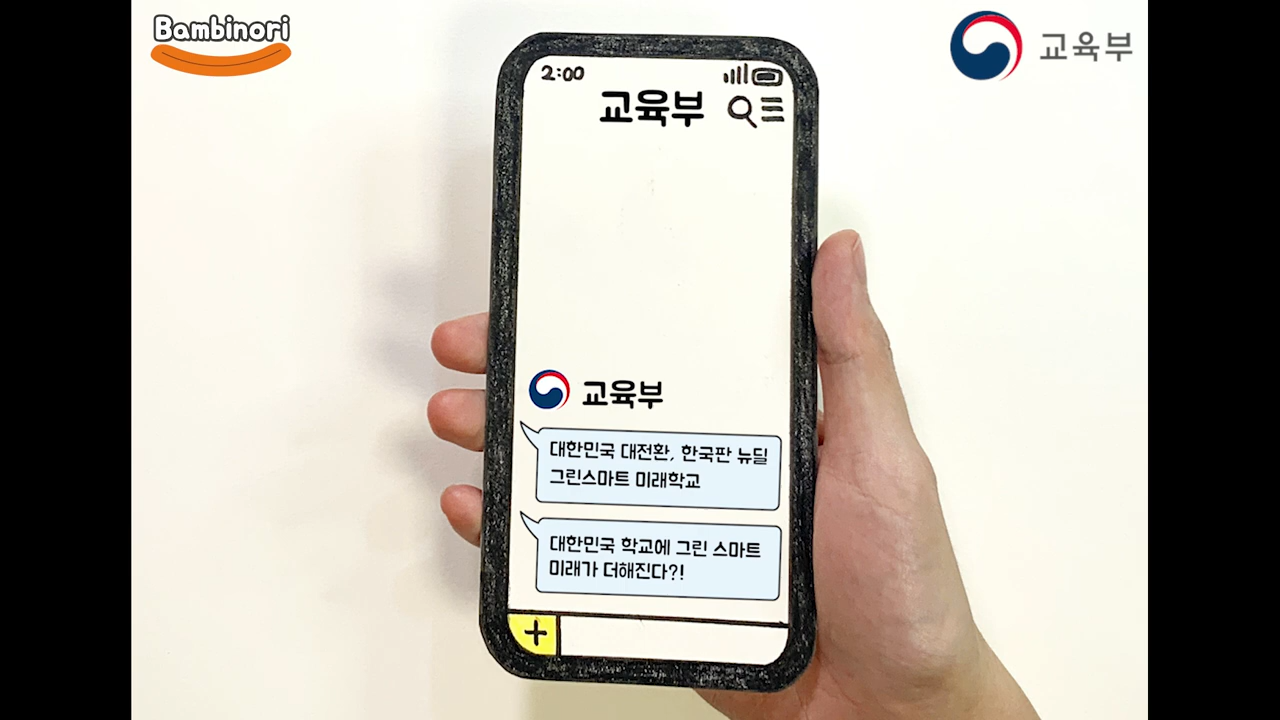 Bambinori
교육부
2:00
교육부
교육부
대한민국 대전환, 한국판 뉴딜
그린스마트 미래학교
대한민국 학교에 그린 스마트
미래가 더해진다?!
+